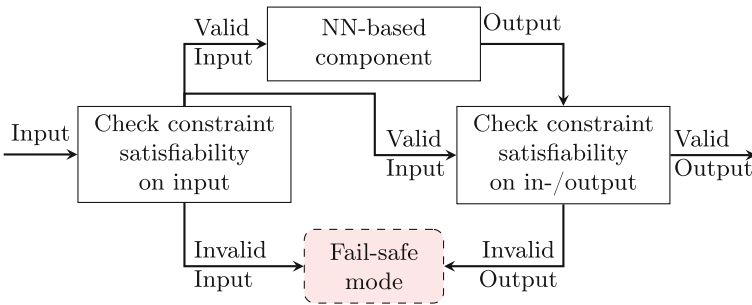 Valid
Input
NN-based
component
Output
Input
Check constraint
satisfiability
on input
Valid
Input
Check constraint
satisfiability
on in-/output
Valid
Output
Invalid
Input
Fail-safe
mode
Invalid
Output